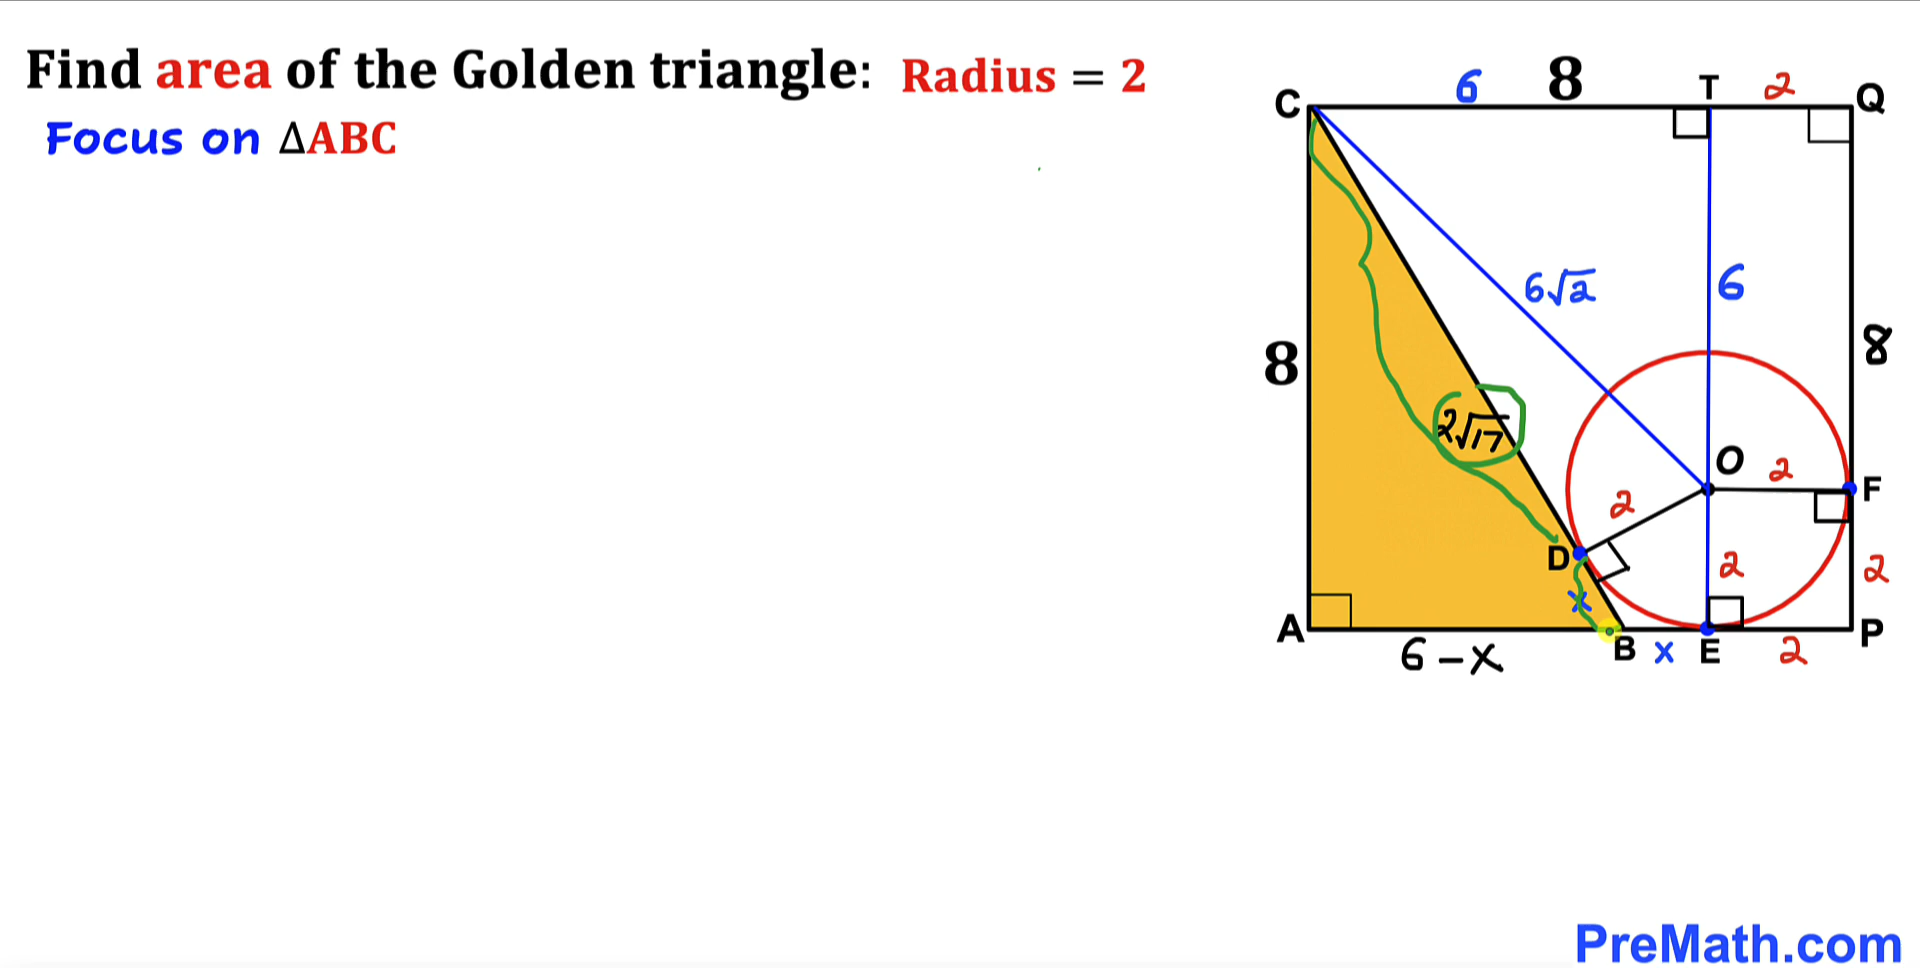 Find area of the Golden triangle: Radius = 2
Focus on ΔABC
C 6 8 T 2 Q
6√2 6
8 8
2√17
O 2 F
2
D 2 2
x
A 6-x B x E 2 P
PreMath.com